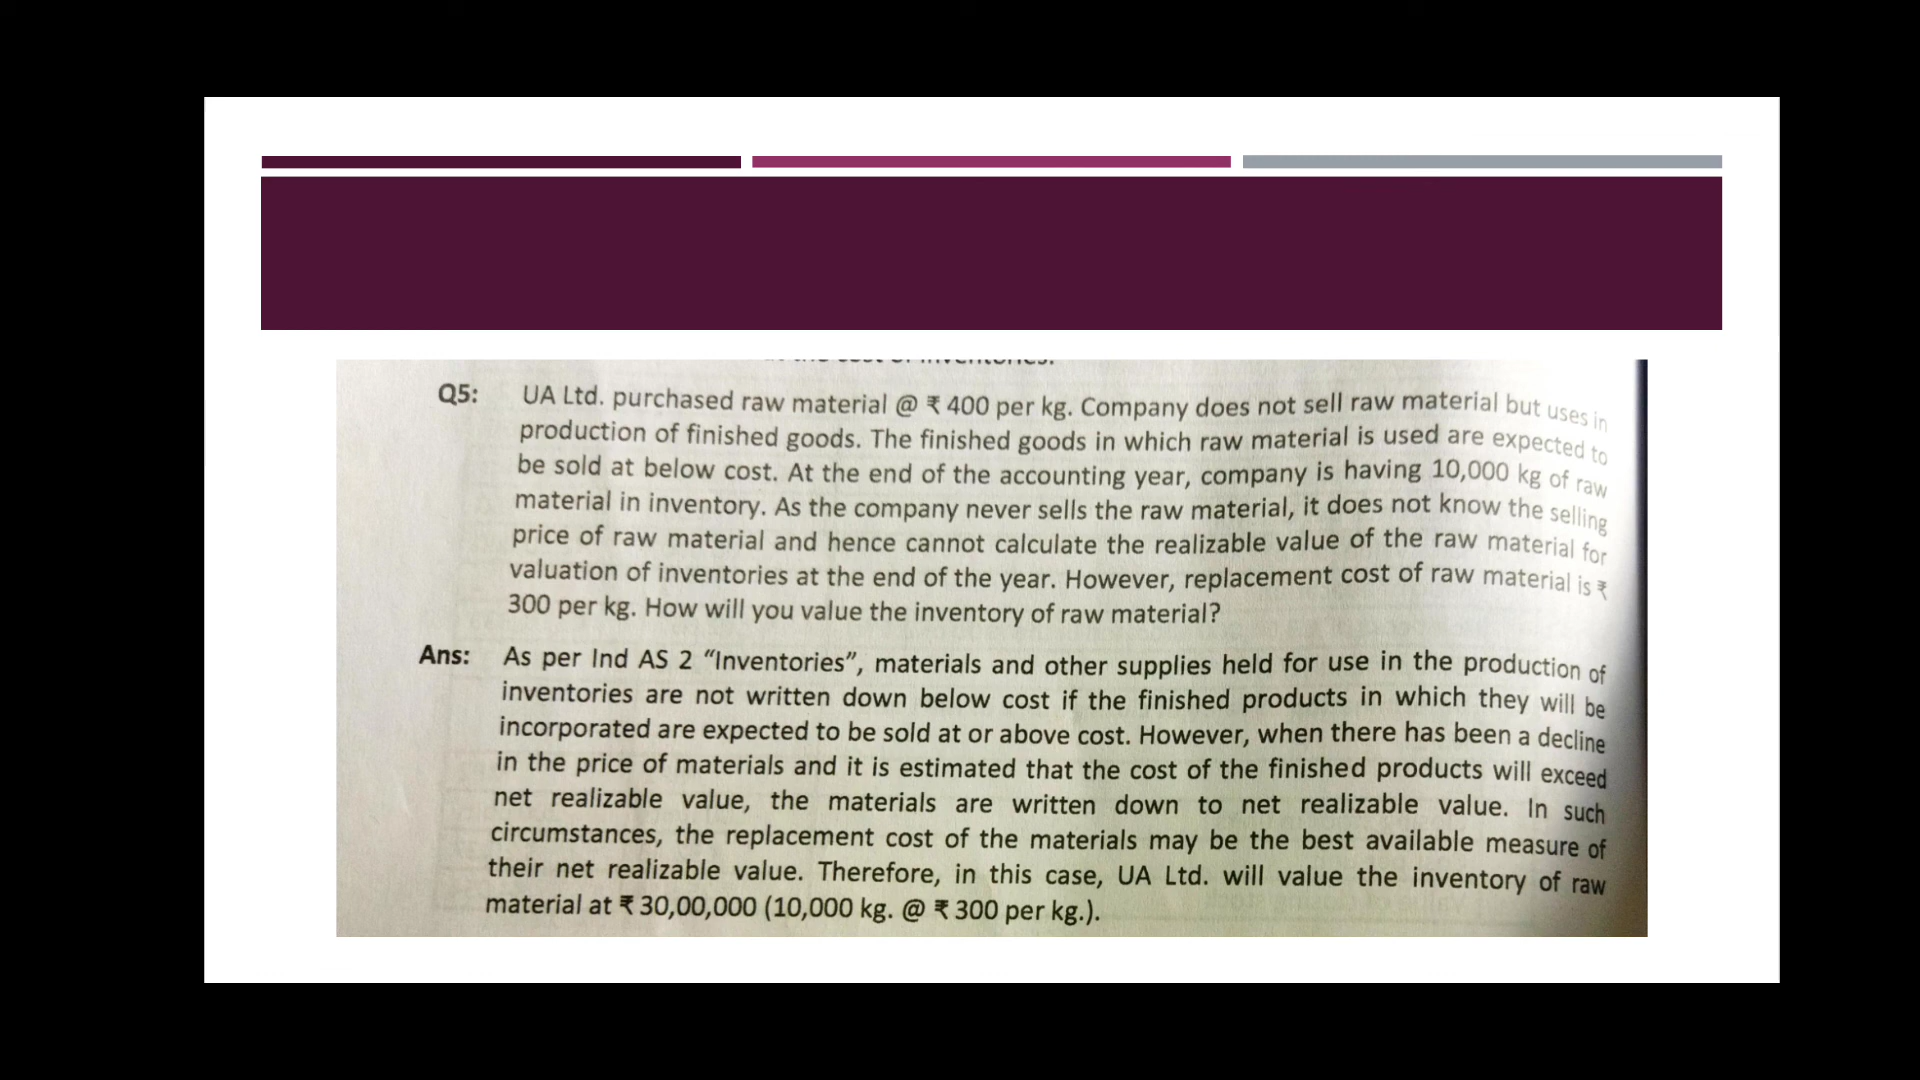 Q5: UA Ltd. purchased raw material @ ₹ 400 per kg. Company does not sell raw material but uses in
production of finished goods. The finished goods in which raw material is used are expected to
be sold at below cost. At the end of the accounting year, company is having 10,000 kg of raw
material in inventory. As the company never sells the raw material, it does not know the selling
price of raw material and hence cannot calculate the realizable value of the raw material for
valuation of inventories at the end of the year. However, replacement cost of raw material is ₹
300 per kg. How will you value the inventory of raw material?
Ans: As per Ind AS 2 “Inventories”, materials and other supplies held for use in the production of
inventories are not written down below cost if the finished products in which they will be
incorporated are expected to be sold at or above cost. However, when there has been a decline
in the price of materials and it is estimated that the cost of the finished products will exceed
net realizable value, the materials are written down to net realizable value. In such
circumstances, the replacement cost of the materials may be the best available measure of
their net realizable value. Therefore, in this case, UA Ltd. will value the inventory of raw
material at ₹ 30,00,000 (10,000 kg. @ ₹ 300 per kg.).